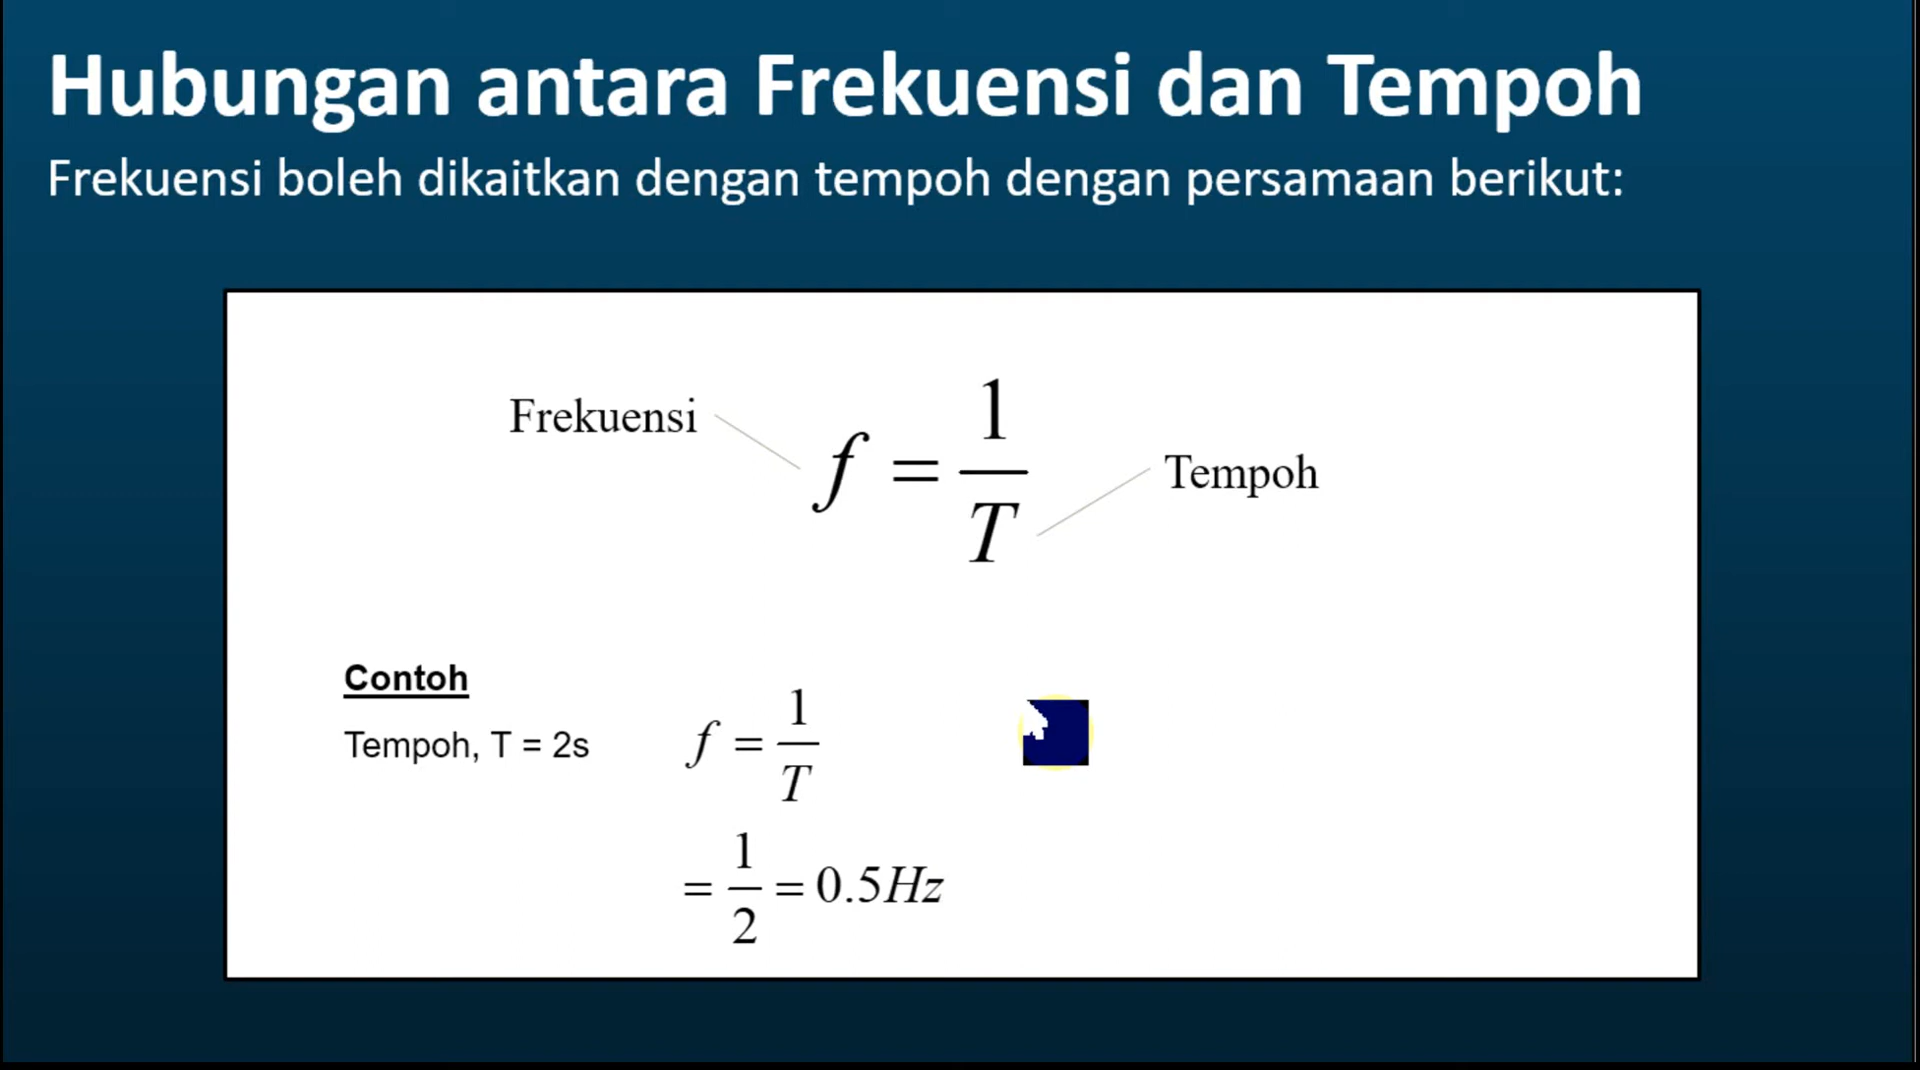 Hubungan antara Frekuensi dan Tempoh
Frekuensi boleh dikaitkan dengan tempoh dengan persamaan berikut:
Frekuensi
f = 1/T
Tempoh
Contoh
Tempoh, T = 2s
f = 1/T
= 1/2 = 0.5Hz